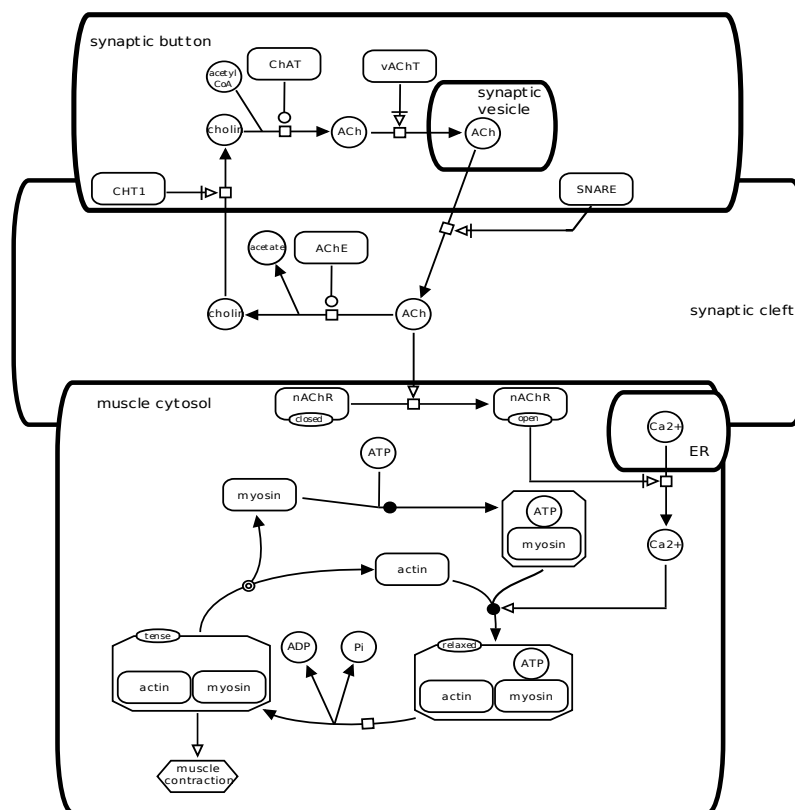 synaptic button
ChAT
vAChT
acetyl
CoA
synaptic
vesicle
cholin
ACh
ACh
CHT1
SNARE
acetate
AChE
cholin
ACh
synaptic cleft
muscle cytosol
nAChR
closed
nAChR
open
Ca2+
ER
ATP
myosin
ATP
myosin
Ca2+
actin
tense
ADP
Pi
relaxed
ATP
actin
myosin
actin
myosin
muscle
contraction